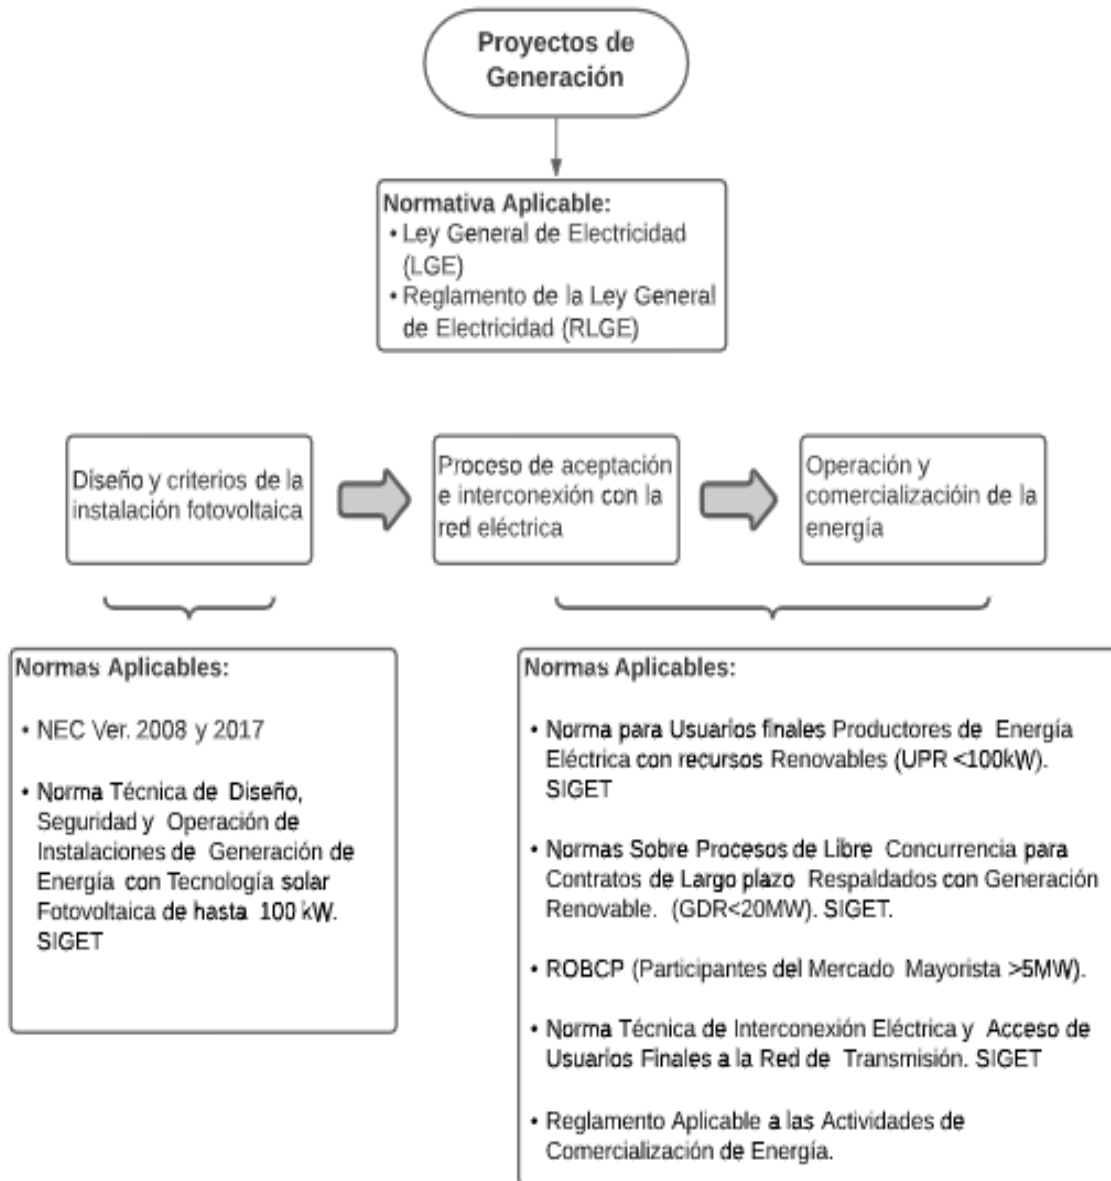 Proyectos de
Generación
Normativa Aplicable:
• Ley General de Electricidad
(LGE)
• Reglamento de la Ley General
de Electricidad (RLGE)
Diseño y criterios de la
instalación fotovoltaica
Proceso de aceptación
e interconexión con la
red eléctrica
Operación y
comercializacióin de la
energía
Normas Aplicables:
• NEC Ver. 2008 y 2017
• Norma Técnica de Diseño,
Seguridad y Operación de
Instalaciones de Generación de
Energía con Tecnología solar
Fotovoltaica de hasta 100 kW.
SIGET
Normas Aplicables:
• Norma para Usuarios finales Productores de Energía
Eléctrica con recursos Renovables (UPR <100kW).
SIGET
• Normas Sobre Procesos de Libre Concurrencia para
Contratos de Largo plazo Respaldados con Generación
Renovable. (GDR<20MW). SIGET.
• ROBCP (Participantes del Mercado Mayorista >5MW).
• Norma Técnica de Interconexión Eléctrica y Acceso de
Usuarios Finales a la Red de Transmisión. SIGET
• Reglamento Aplicable a las Actividades de
Comercialización de Energía.